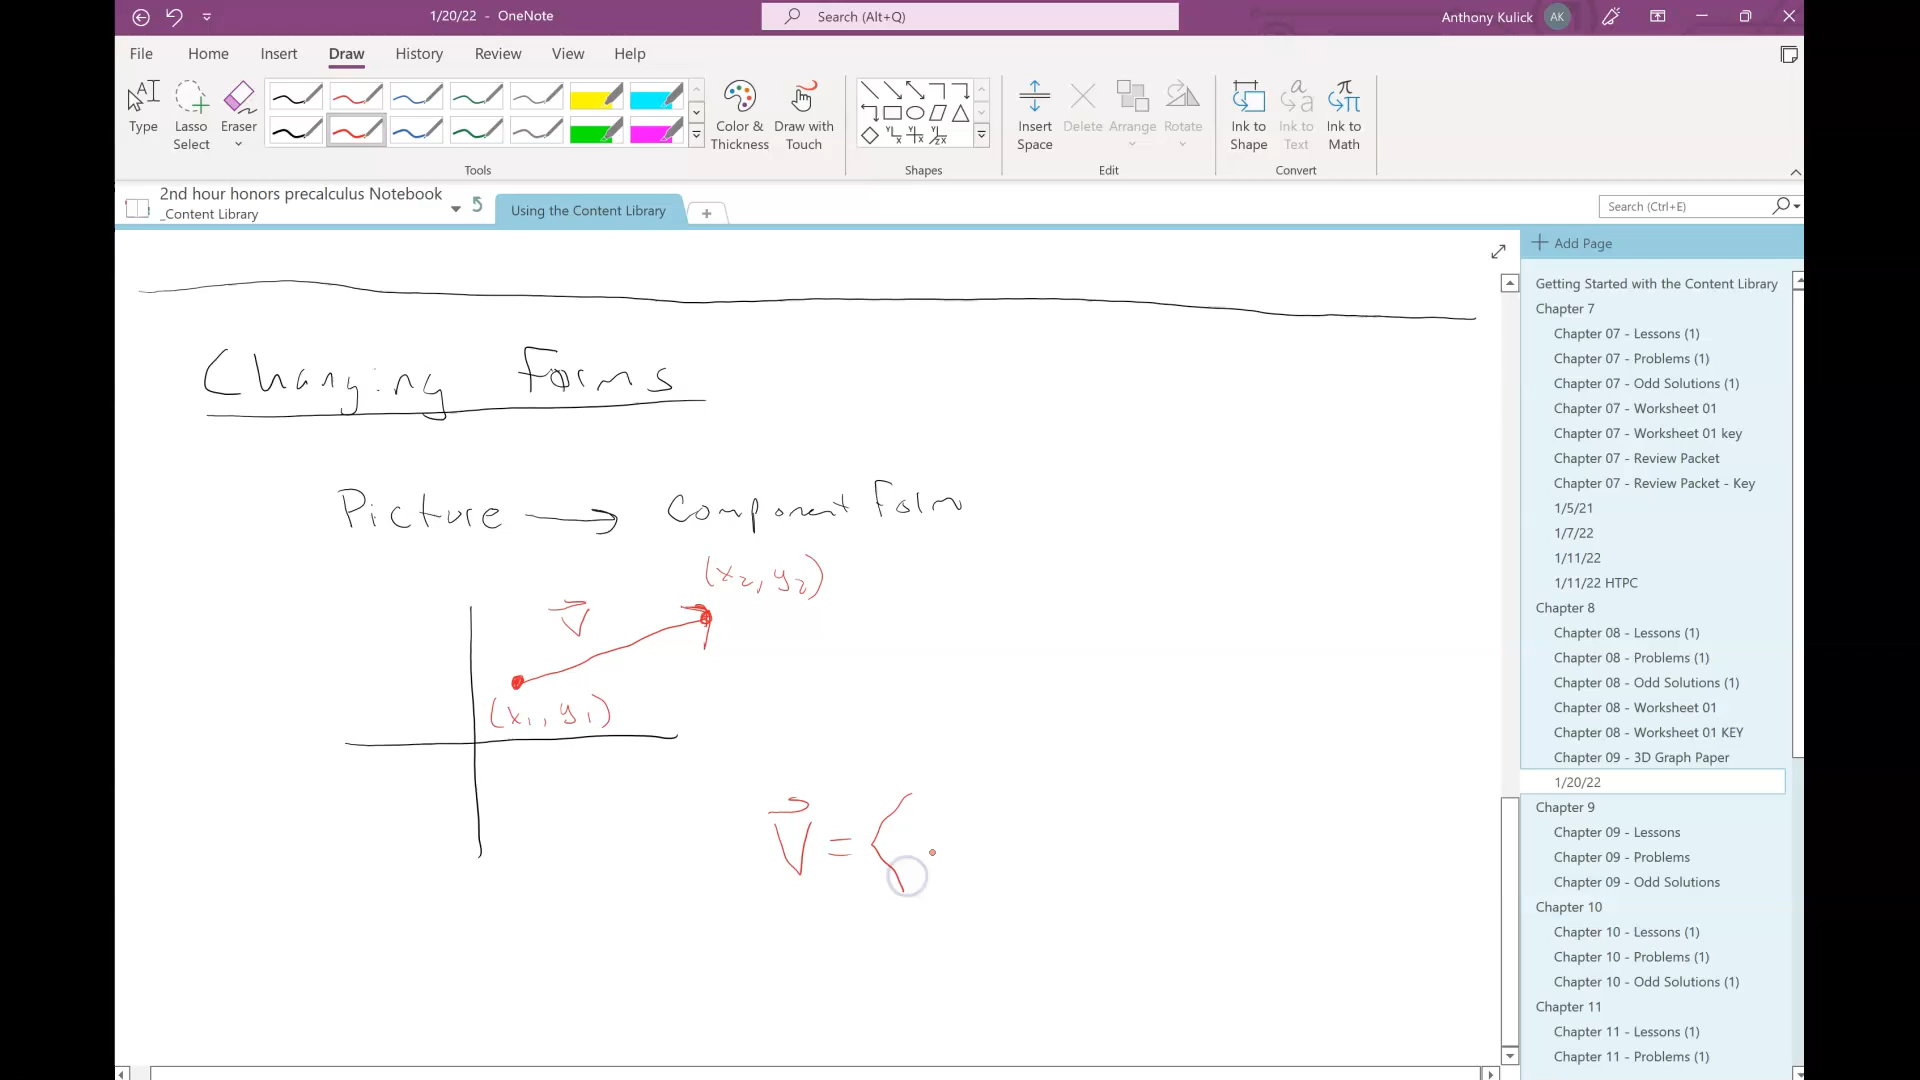 1/20/22 - OneNote
Search (Alt+Q)
Anthony Kulick AK
File Home Insert Draw History Review View Help
Type
Lasso Select
Eraser
Color & Thickness
Draw with Touch
Insert Space
Delete
Arrange
Rotate
Ink to Shape
Ink to Text
Ink to Math
Tools Shapes Edit Convert
2nd hour honors precalculus Notebook
_Content Library
Using the Content Library
Search (Ctrl+E)
Add Page
Getting Started with the Content Library
Chapter 7
Chapter 07 - Lessons (1)
Chapter 07 - Problems (1)
Chapter 07 - Odd Solutions (1)
Chapter 07 - Worksheet 01
Chapter 07 - Worksheet 01 key
Chapter 07 - Review Packet
Chapter 07 - Review Packet - Key
1/5/21
1/7/22
1/11/22
1/11/22 HTPC
Chapter 8
Chapter 08 - Lessons (1)
Chapter 08 - Problems (1)
Chapter 08 - Odd Solutions (1)
Chapter 08 - Worksheet 01
Chapter 08 - Worksheet 01 KEY
Chapter 09 - 3D Graph Paper
1/20/22
Chapter 9
Chapter 09 - Lessons
Chapter 09 - Problems
Chapter 09 - Odd Solutions
Chapter 10
Chapter 10 - Lessons (1)
Chapter 10 - Problems (1)
Chapter 10 - Odd Solutions (1)
Chapter 11
Chapter 11 - Lessons (1)
Chapter 11 - Problems (1)
Changing Forms
Picture → Component Form
(x₂, y₂)
v⃗
(x₁, y₁)
v⃗ = ⟨